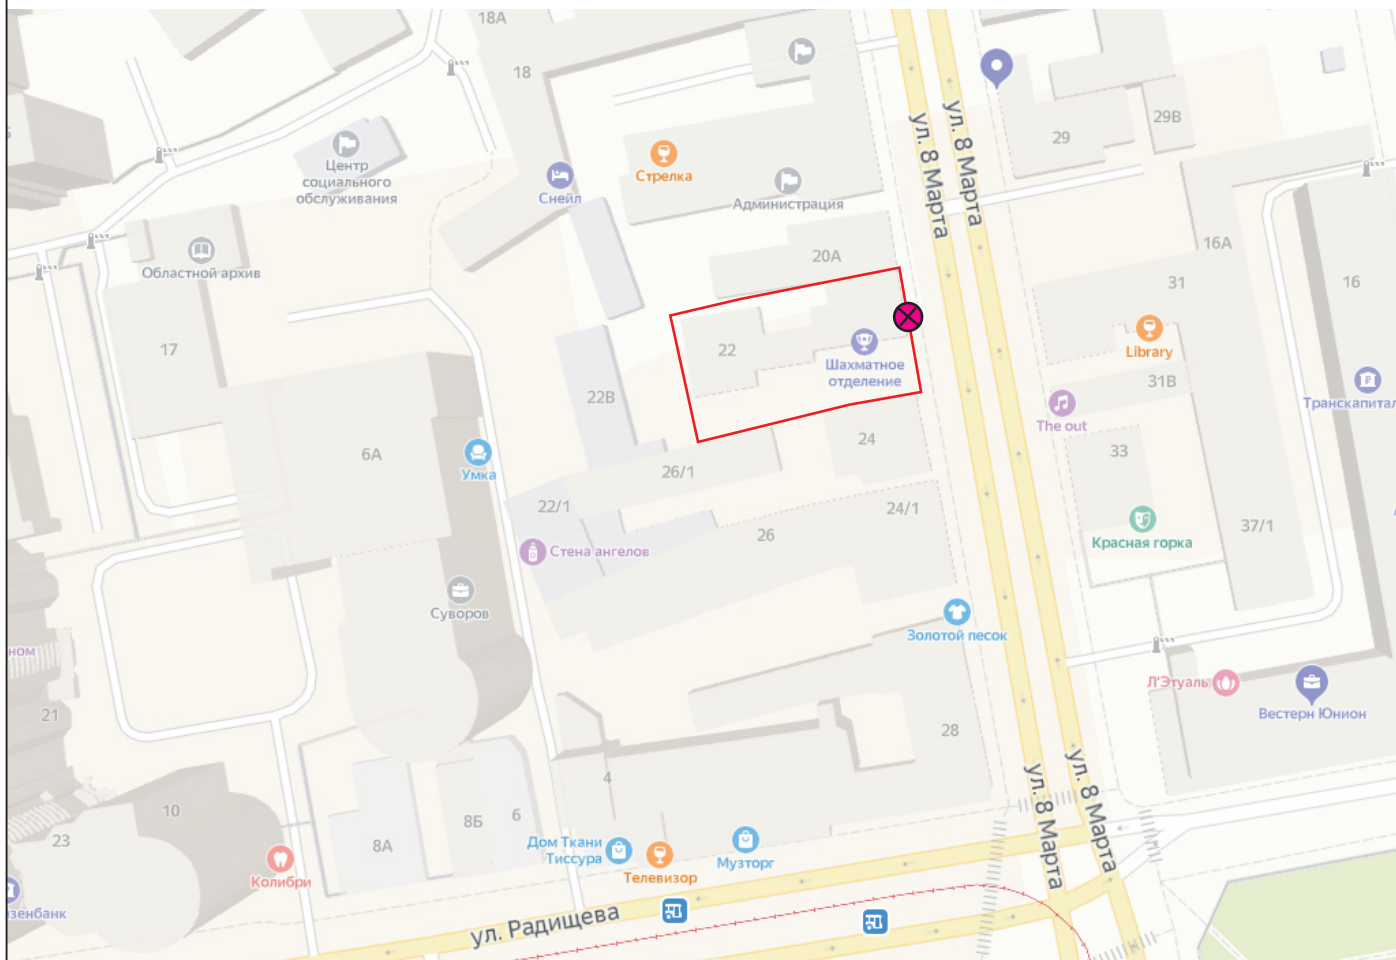 18А
18
ул. 8 Марта
ул. 8 Марта
29В
29
Центр
социального
обслуживания
Стрелка
Снейл
Администрация
16А
Областной архив
20А
31
16
17
22
Шахматное
отделение
Library
31В
Транскапитал
22В
The out
24
6А
Умка
26/1
33
22/1
24/1
26
37/1
Стена ангелов
Красная горка
Суворов
Золотой песок
ном
Л'Этуаль
Вестерн Юнион
21
28
ул. 8 Марта
ул. 8 Марта
4
10
8Б
6
23
8А
Дом Ткани
Тиссура
Музторг
Колибри
Телевизор
зенбанк
ул. Радищева